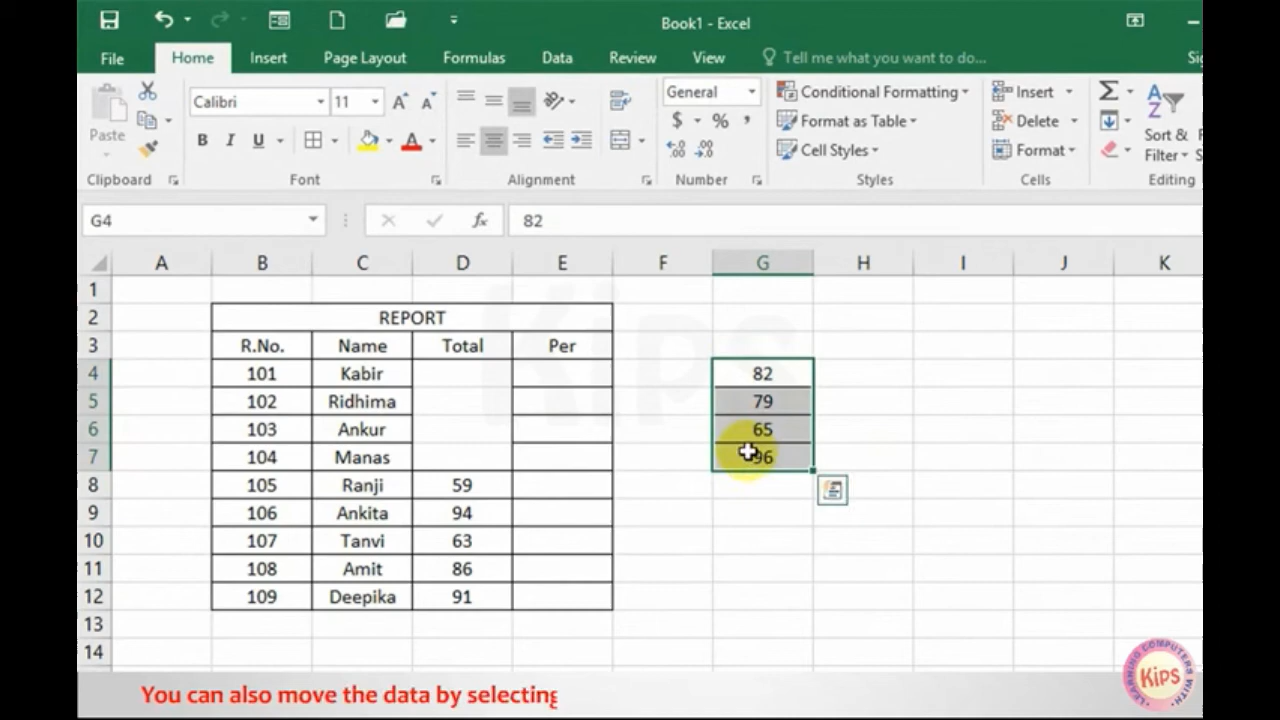 Book1 - Excel
File Home Insert Page Layout Formulas Data Review View Tell me what you want to do...
Calibri 11 General Conditional Formatting Insert Σ A Z
Paste B I U A $ % , Format as Table Delete Sort &
Cell Styles Format Filter
Clipboard Font Alignment Number Styles Cells Editing
G4 fx 82
A B C D E F G H I J K
1
2 REPORT
3 R.No. Name Total Per
4 101 Kabir 82
5 102 Ridhima 79
6 103 Ankur 65
7 104 Manas 96
8 105 Ranji 59
9 106 Ankita 94
10 107 Tanvi 63
11 108 Amit 86
12 109 Deepika 91
13
14
Kips
You can also move the data by selecting
LEARNING COMPUTERS WITH
Kips